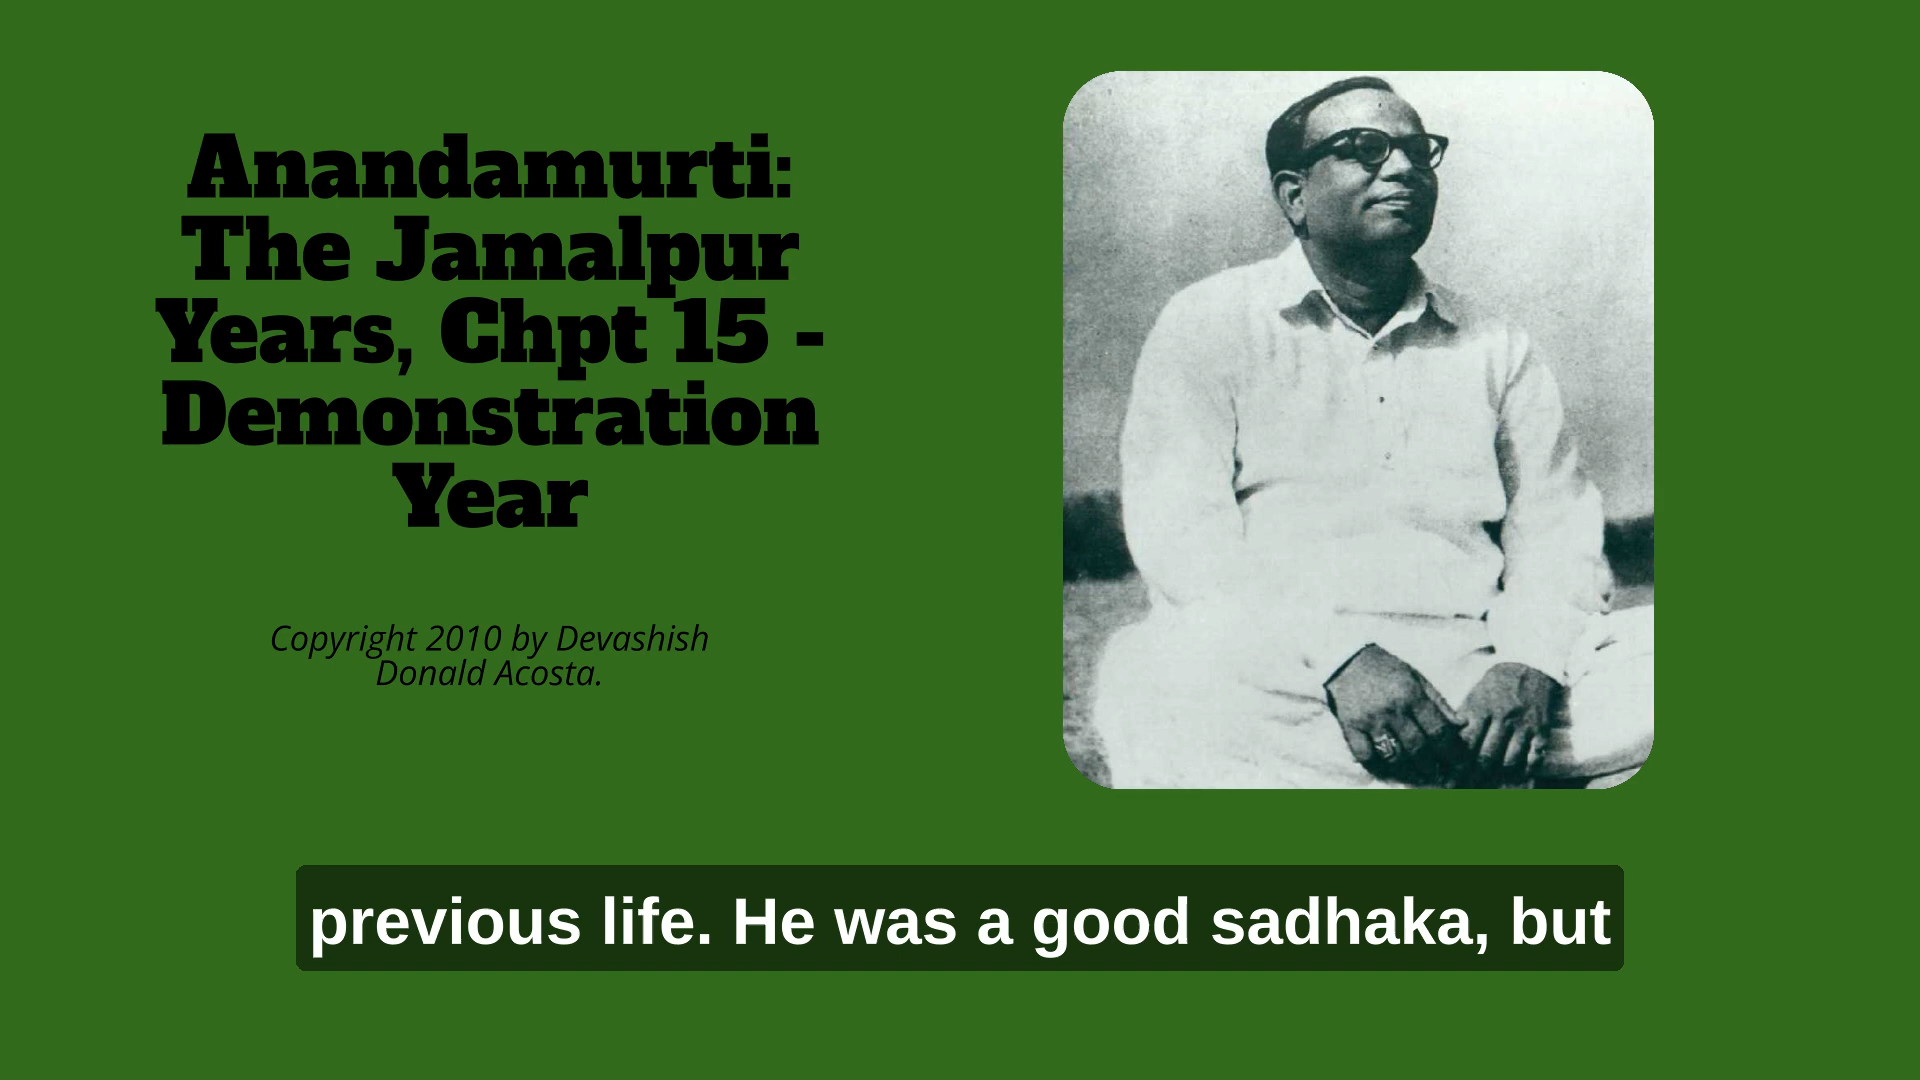 Anandamurti:
The Jamalpur
Years, Chpt 15 -
Demonstration
Year
Copyright 2010 by Devashish
Donald Acosta.
previous life. He was a good sadhaka, but